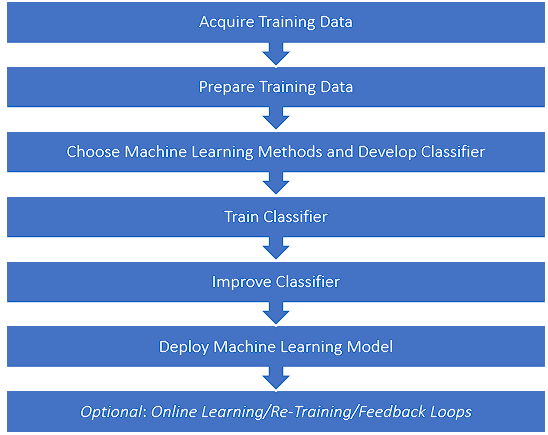 Acquire Training Data
Prepare Training Data
Choose Machine Learning Methods and Develop Classifier
Train Classifier
Improve Classifier
Deploy Machine Learning Model
Optional: Online Learning/Re-Training/Feedback Loops